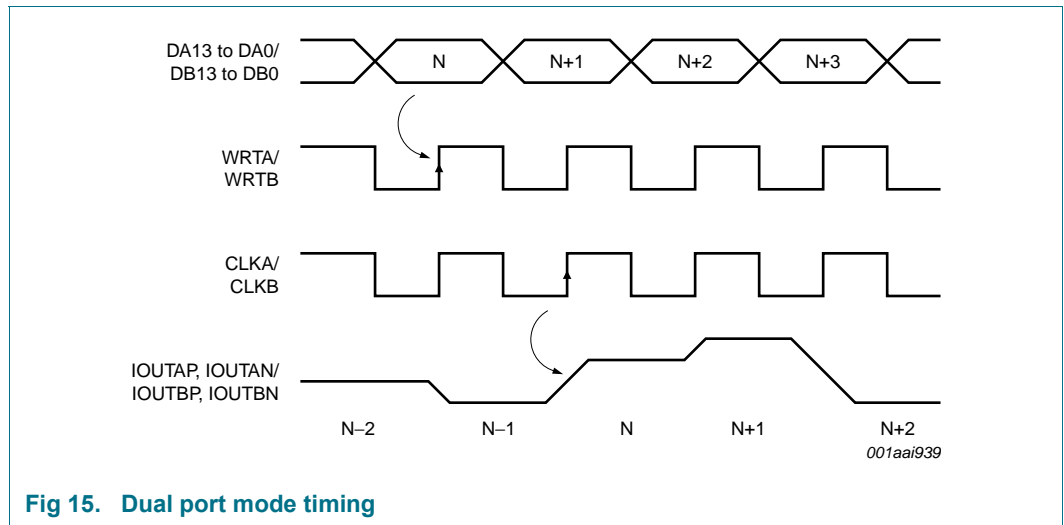 DA13 to DA0/
DB13 to DB0
N
N+1
N+2
N+3
WRTA/
WRTB
CLKA/
CLKB
IOUTAP, IOUTAN/
IOUTBP, IOUTBN
N–2
N–1
N
N+1
N+2
001aai939
Fig 15. Dual port mode timing